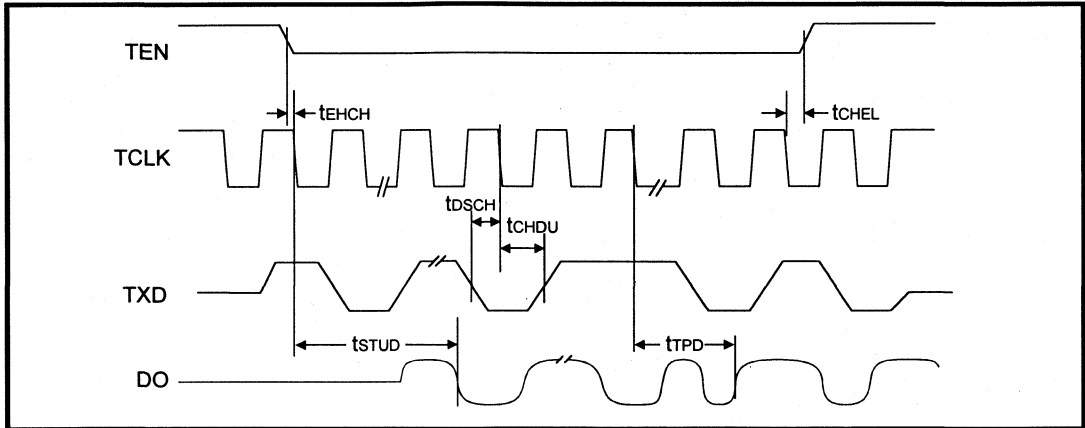 TEN
tEHCH
tCHEL
TCLK
tDSCH
tCHDU
TXD
tSTUD
tTPD
DO